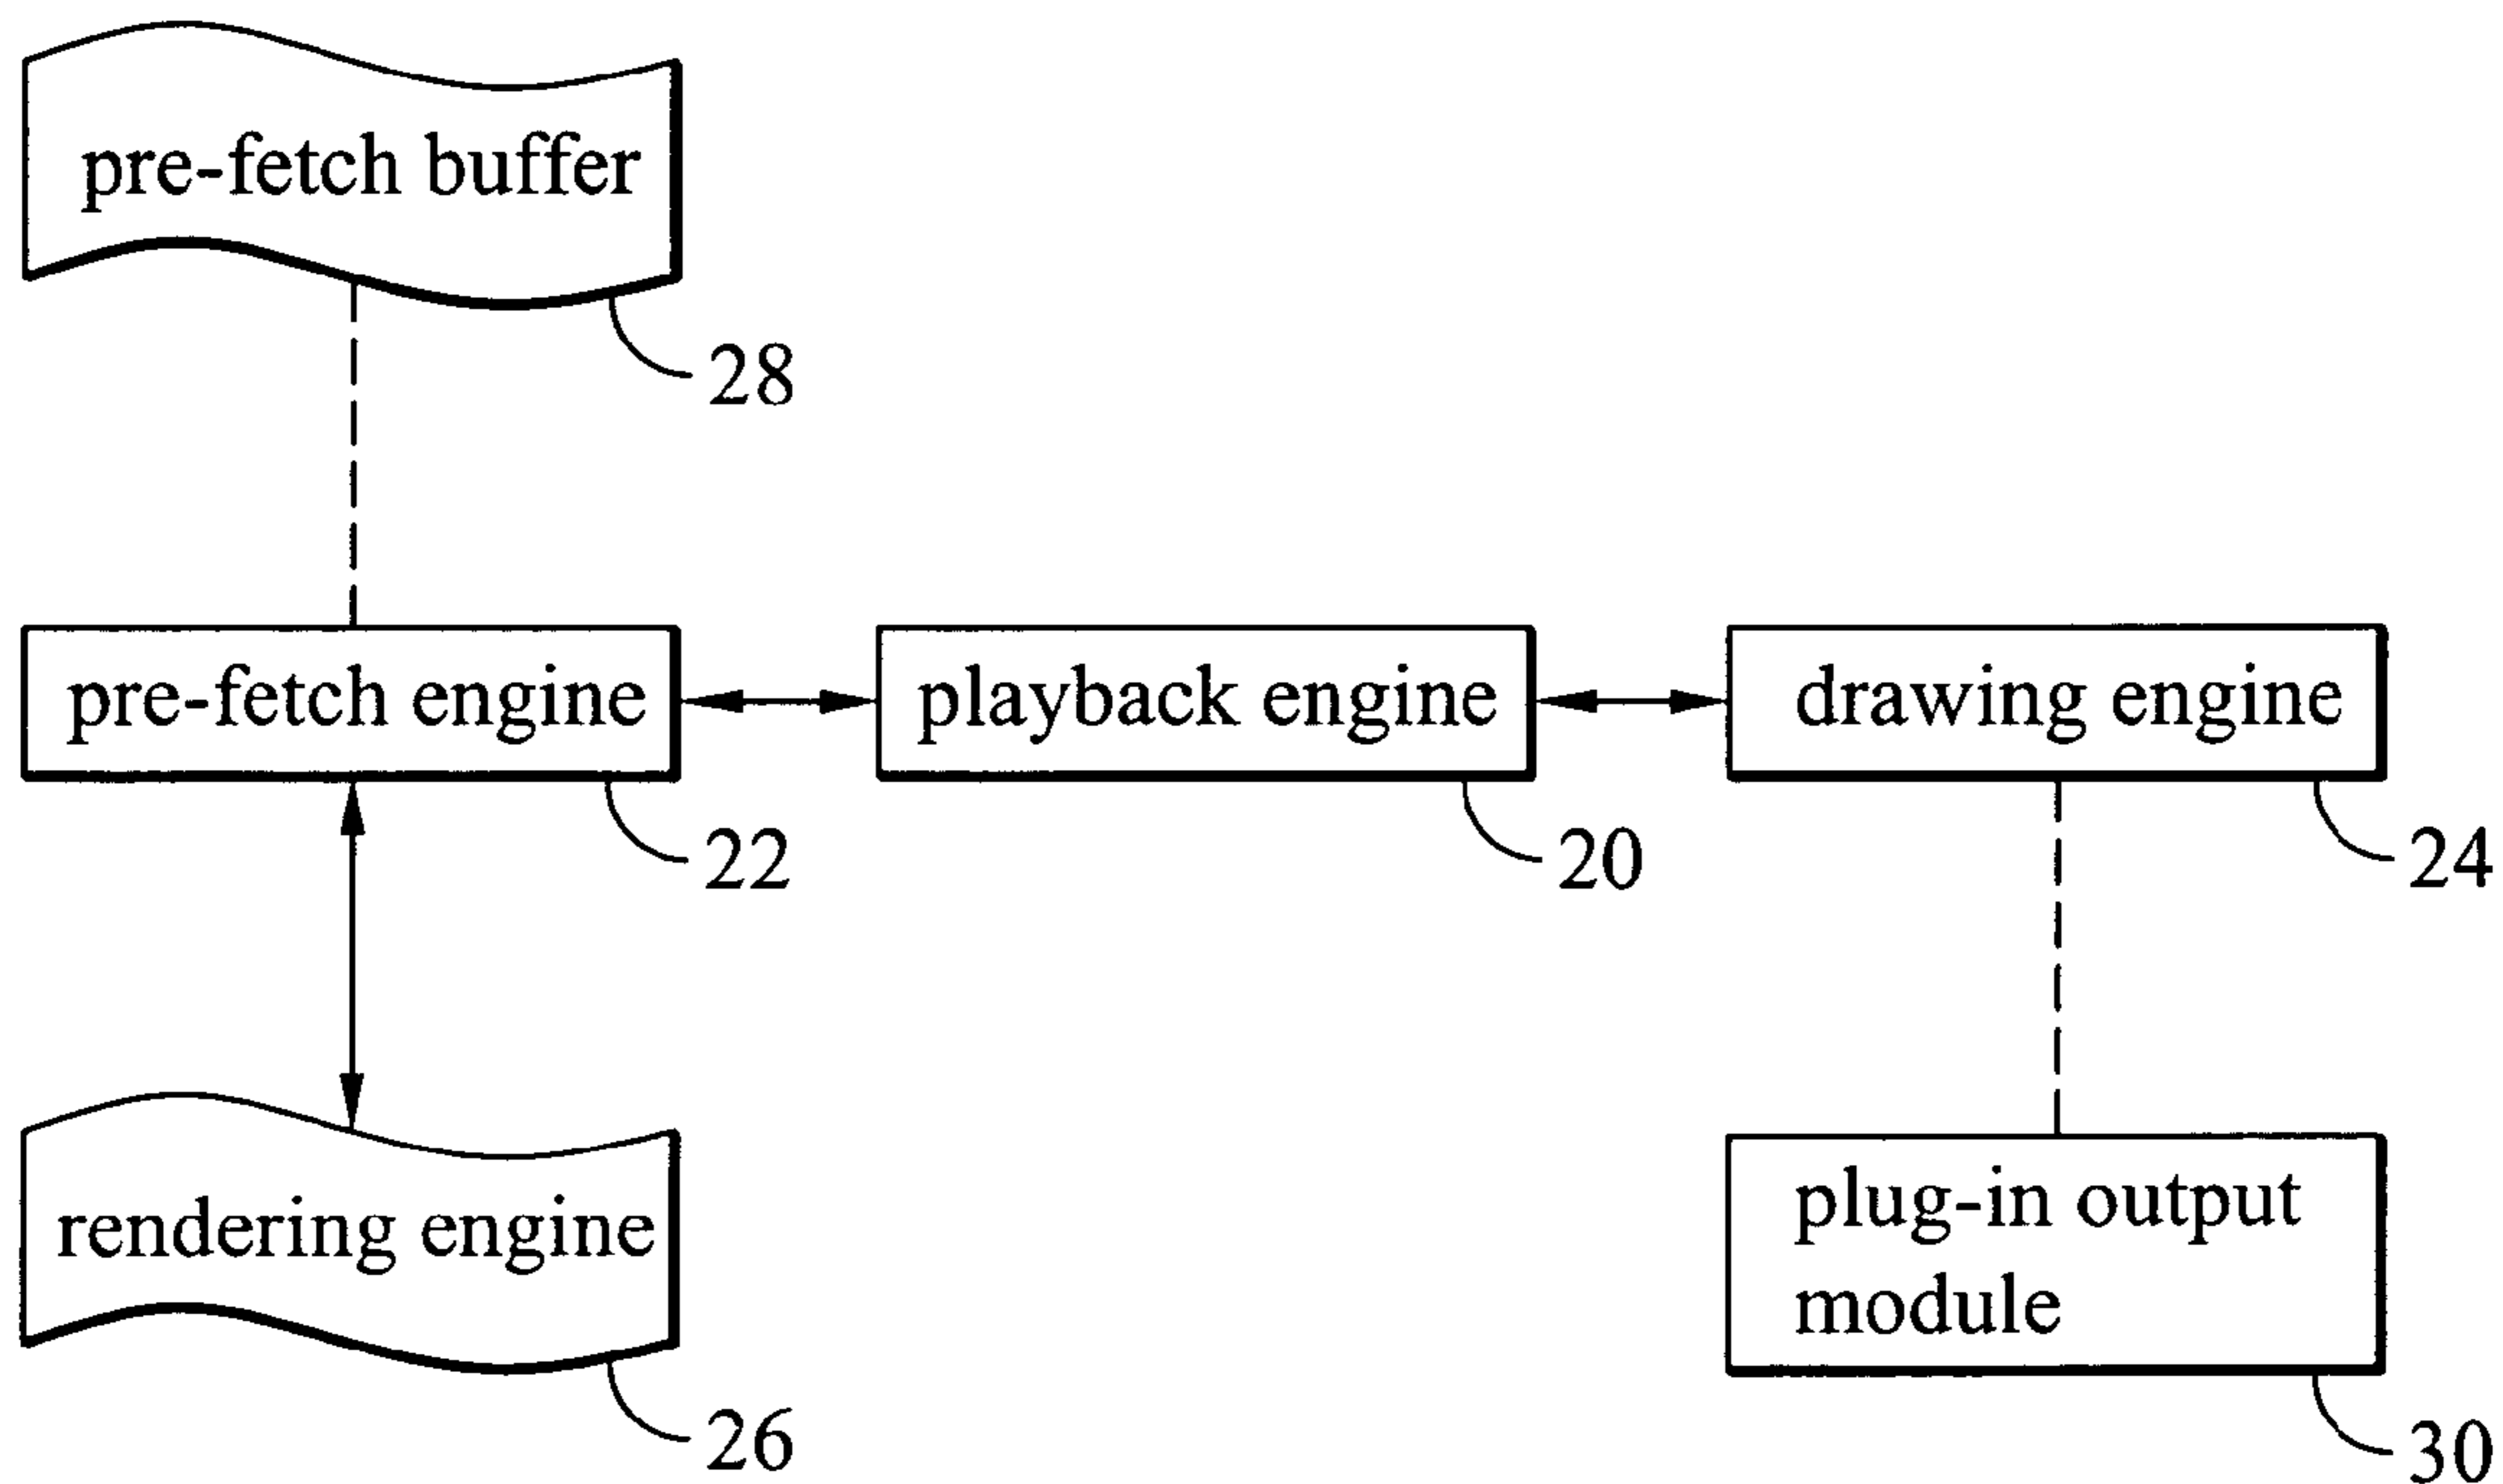 pre-fetch buffer
28
pre-fetch engine
playback engine
drawing engine
22
20
24
rendering engine
plug-in output
module
26
30